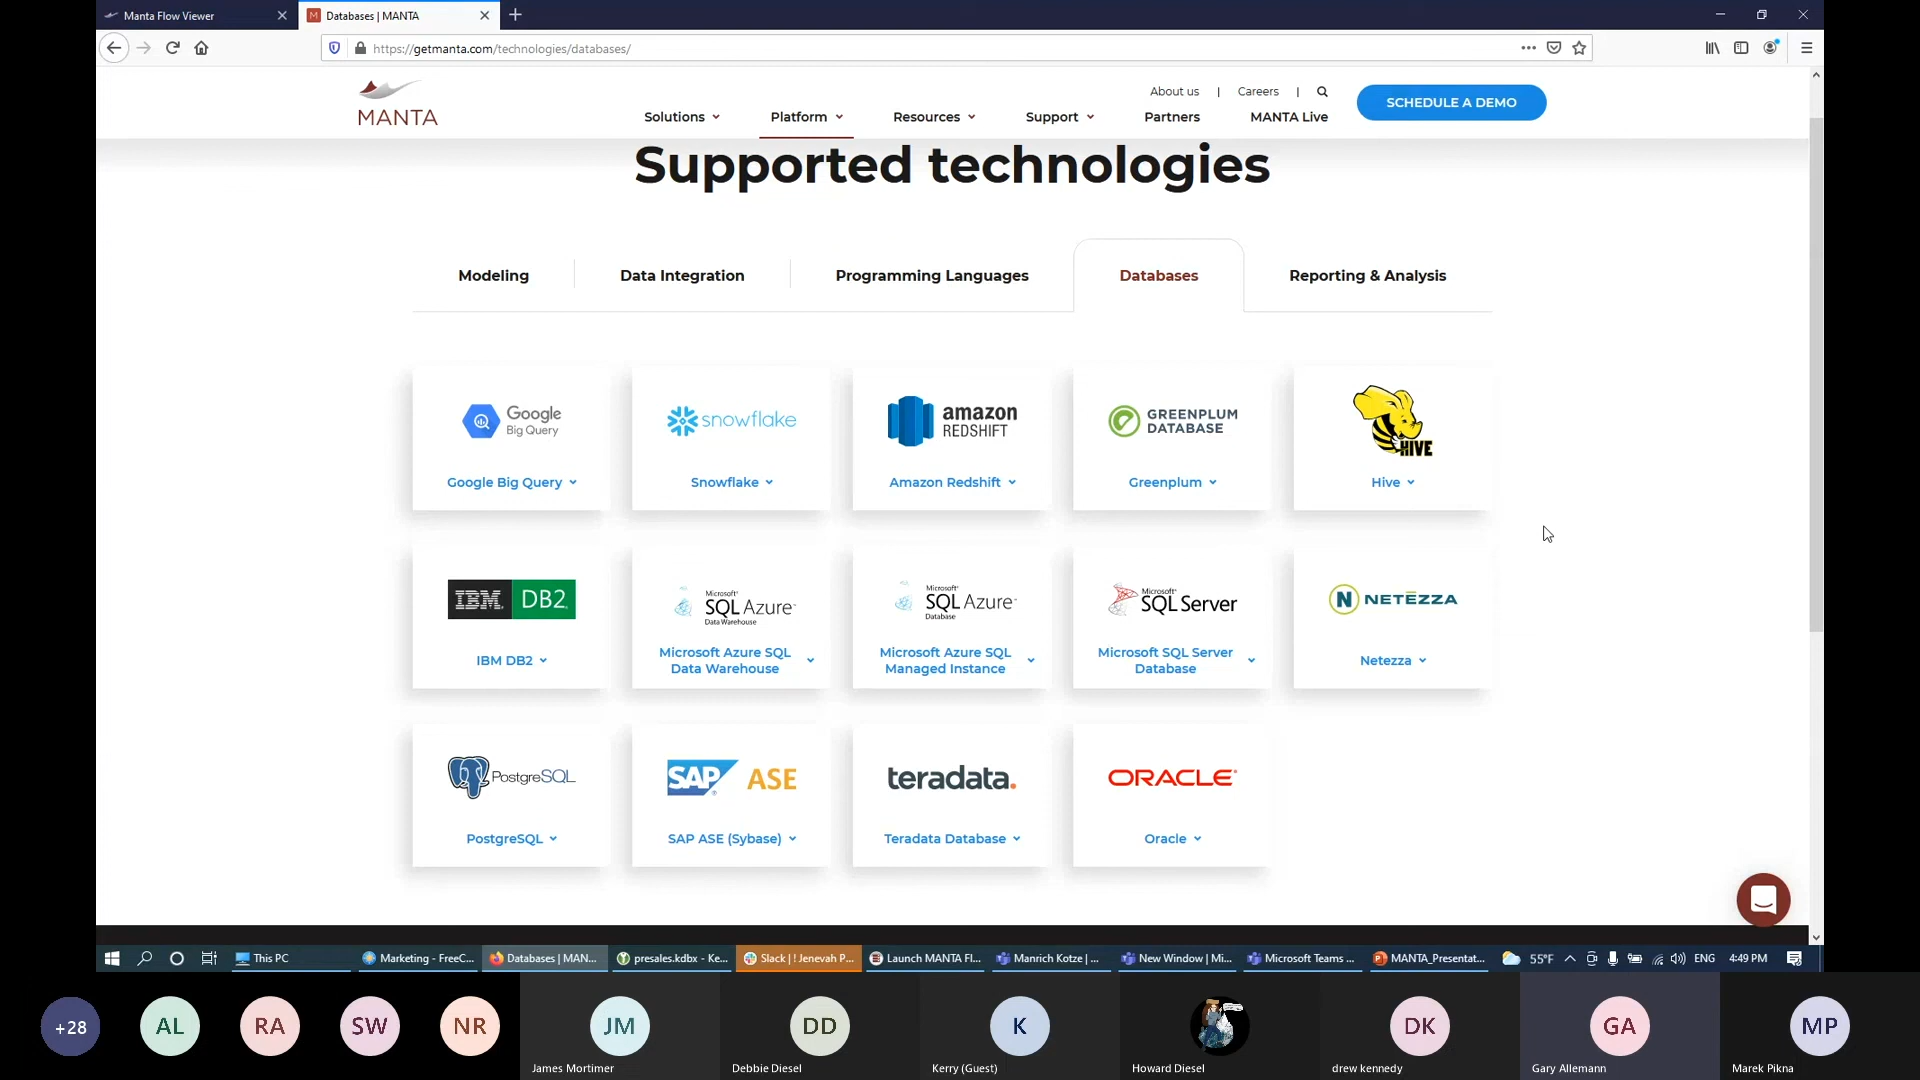 Manta Flow Viewer
Databases | MANTA
https://getmanta.com/technologies/databases/
MANTA
About us | Careers |
SCHEDULE A DEMO
Solutions Platform Resources Support Partners MANTA Live
Supported technologies
Modeling Data Integration Programming Languages Databases Reporting & Analysis
Google
Big Query
snowflake
amazon
REDSHIFT
GREENPLUM
DATABASE
HIVE
Google Big Query Snowflake Amazon Redshift Greenplum Hive
IBM DB2
Microsoft
SQL Azure
Data Warehouse
Microsoft
SQL Azure
Database
Microsoft
SQL Server
N NETEZZA
IBM DB2
Microsoft Azure SQL
Data Warehouse
Microsoft Azure SQL
Managed Instance
Microsoft SQL Server
Database
Netezza
PostgreSQL SAP ASE teradata. ORACLE
PostgreSQL SAP ASE (Sybase) Teradata Database Oracle
This PC Marketing - FreeC... Databases | MAN... presales.kdbx - Ke... Slack | ! Jenevah P... Launch MANTA Fl... Manrich Kotze | ... New Window | Mi... Microsoft Teams ... MANTA_Presentat... 55°F ENG 4:49 PM
+28 AL RA SW NR JM DD K DK GA MP
James Mortimer Debbie Diesel Kerry (Guest) Howard Diesel drew kennedy Gary Allemann Marek Pikna